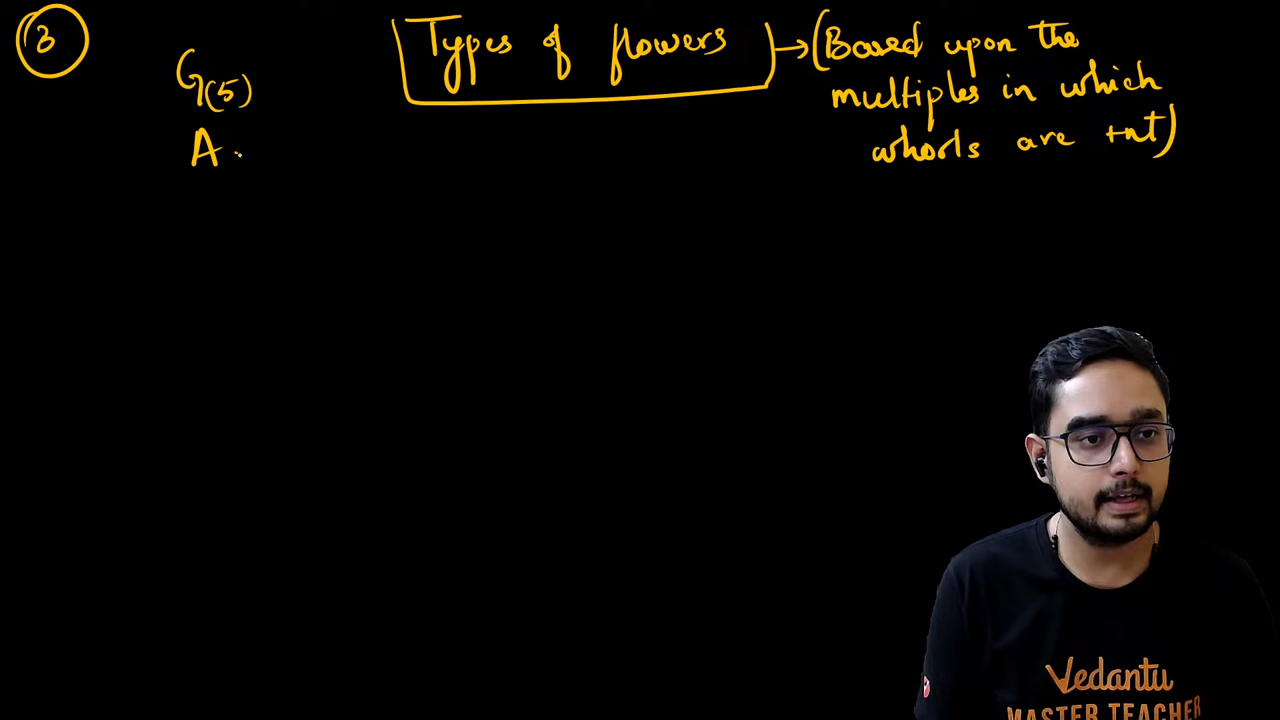 3
Types of flowers → (Based upon the
multiples in which
whorls are +nt)
G(5)
A
Vedantu
MASTER TEACHER